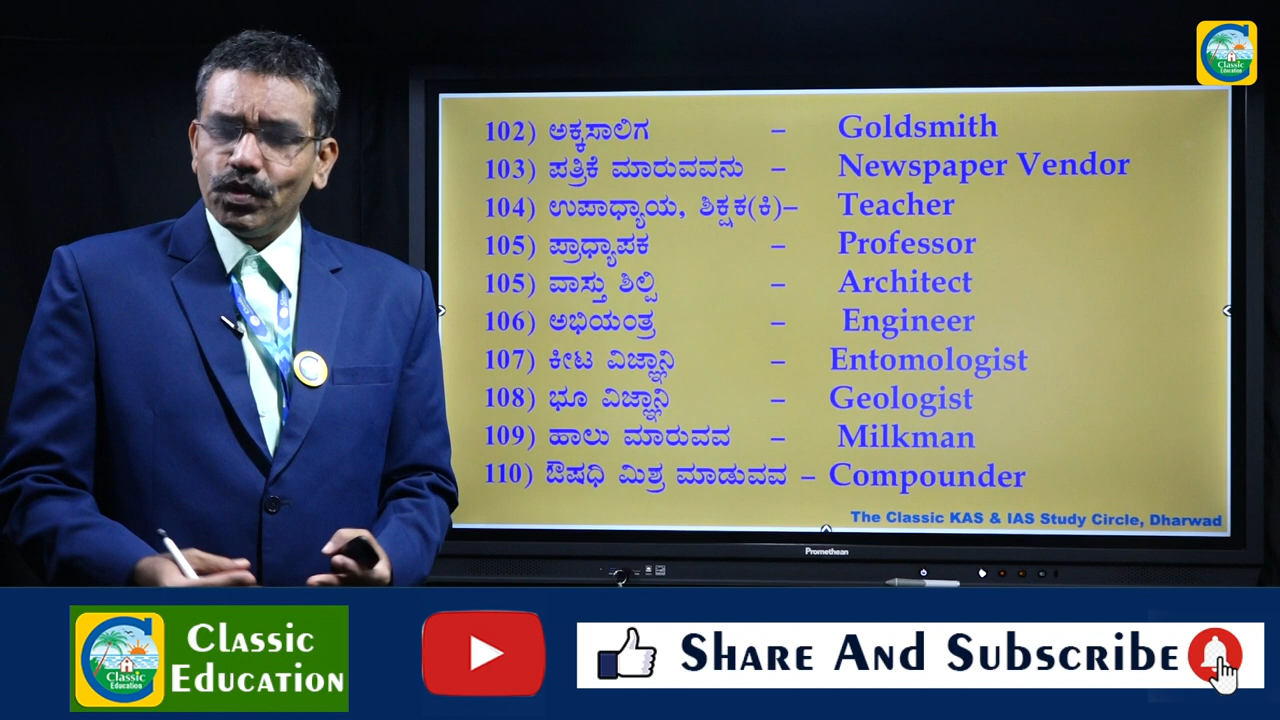 Classic
Education
102) ಅಕ್ಕಸಾಲಿಗ – Goldsmith
103) ಪತ್ರಿಕೆ ಮಾರುವವನು – Newspaper Vendor
104) ಉಪಾಧ್ಯಾಯ, ಶಿಕ್ಷಕ(ಕಿ)– Teacher
105) ಪ್ರಾಧ್ಯಾಪಕ – Professor
105) ವಾಸ್ತು ಶಿಲ್ಪಿ – Architect
106) ಅಭಿಯಂತ್ರ – Engineer
107) ಕೀಟ ವಿಜ್ಞಾನಿ – Entomologist
108) ಭೂ ವಿಜ್ಞಾನಿ – Geologist
109) ಹಾಲು ಮಾರುವವ – Milkman
110) ಔಷಧಿ ಮಿಶ್ರ ಮಾಡುವವ – Compounder
The Classic KAS & IAS Study Circle, Dharwad
Promethean
Classic
Education
Classic
Education
Share And Subscribe